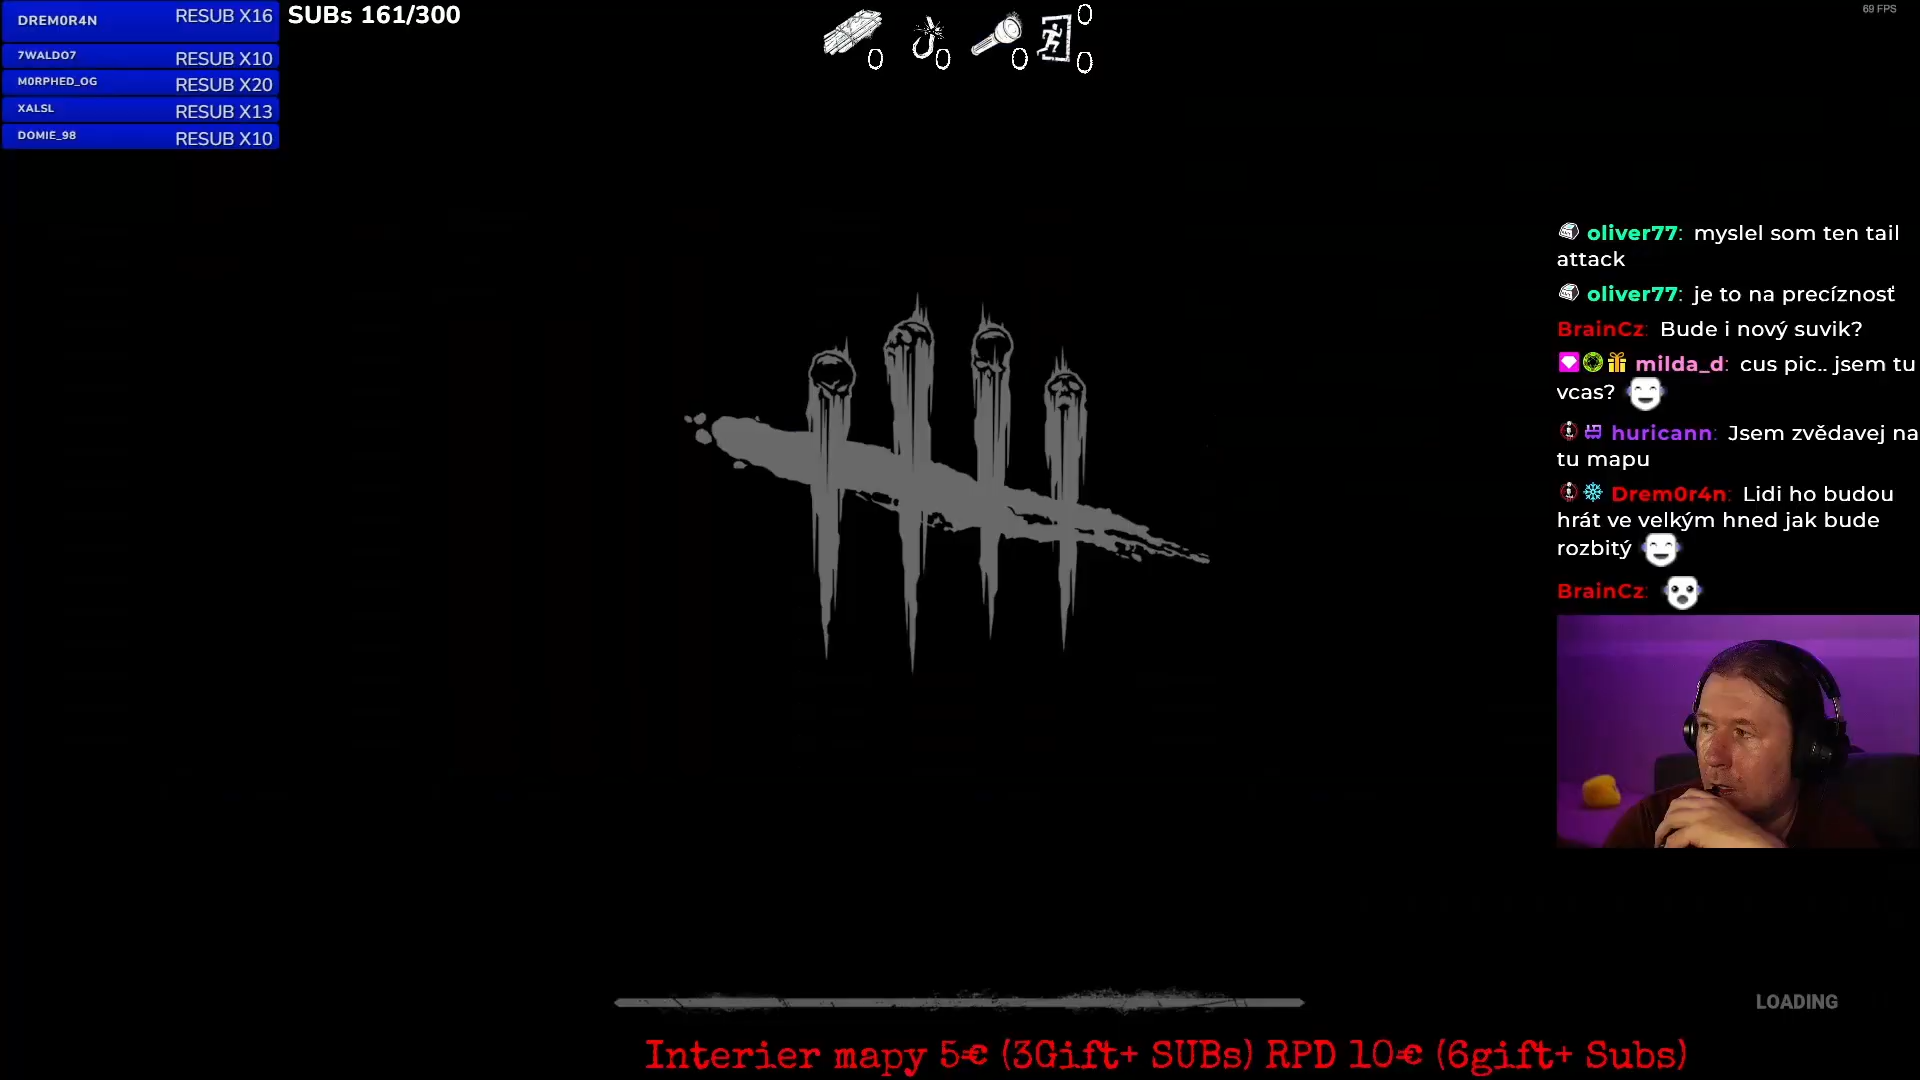 DREM0R4N RESUB X16
7WALDO7 RESUB X10
M0RPHED_OG RESUB X20
XALSL RESUB X13
DOMIE_98 RESUB X10
SUBs 161/300
0
0
0
0
0
69 FPS
oliver77: myslel som ten tail
attack
oliver77: je to na precíznosť
BrainCz: Bude i nový suvik?
milda_d: cus pic.. jsem tu
vcas?
huricann: Jsem zvědavej na
tu mapu
Drem0r4n: Lidi ho budou
hrát ve velkým hned jak bude
rozbitý
BrainCz:
LOADING
Interier mapy 5€ (3Gift+ SUBs) RPD 10€ (6gift+ Subs)